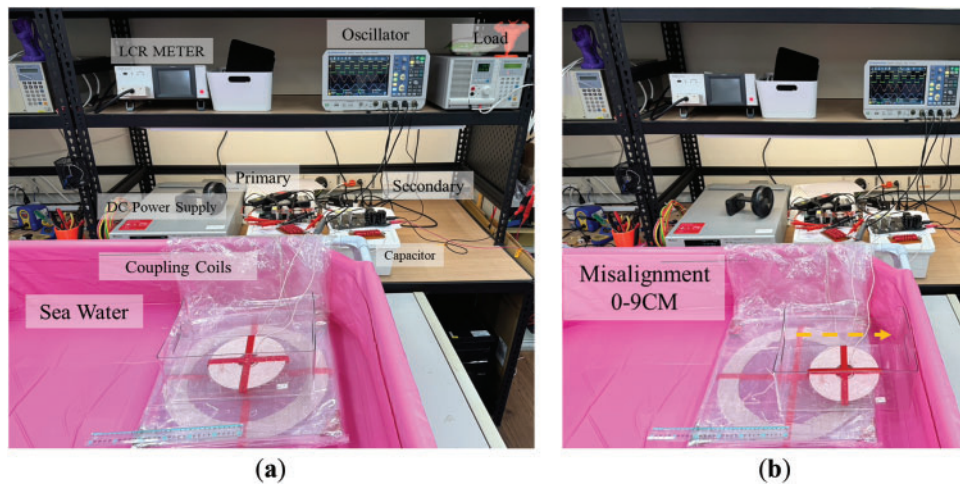 LCR METER
Oscillator
Load
Primary
Secondary
DC Power Supply
Coupling Coils
Capacitor
Sea Water
Misalignment
0-9CM
(a)
(b)